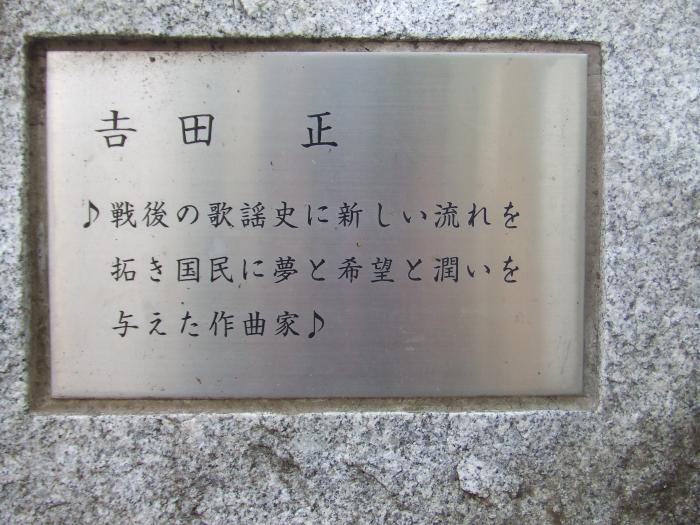 𠮷田 正
♪戦後の歌謡史に新しい流れを
拓き国民に夢と希望と潤いを
与えた作曲家♪